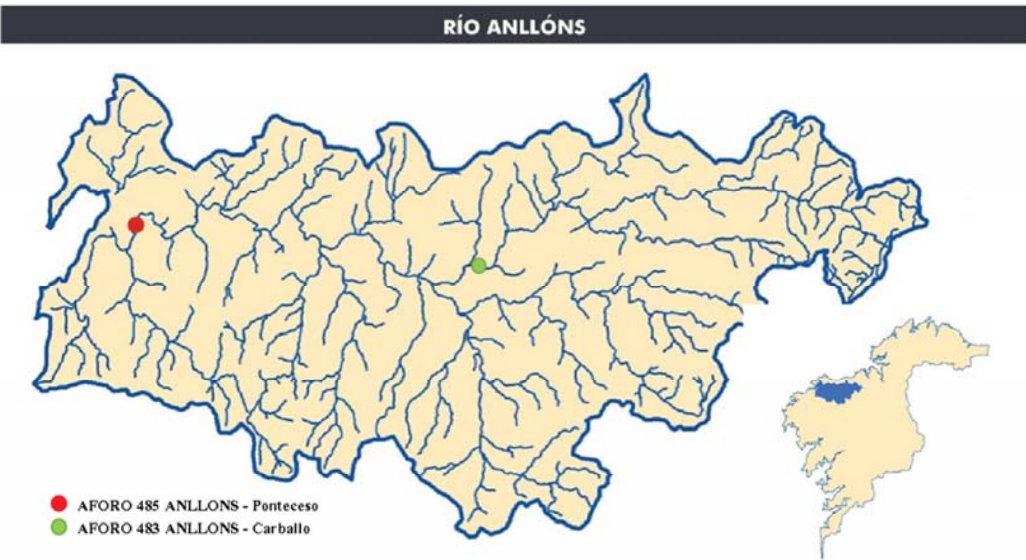 RÍO ANLLÓNS
AFORO 485 ANLLONS - Ponteceso
AFORO 483 ANLLONS - Carballo